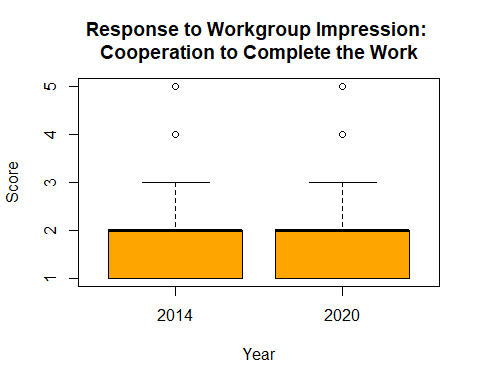 Response to Workgroup Impression:
Cooperation to Complete the Work
Score
5
4
3
2
1
2014 2020
Year